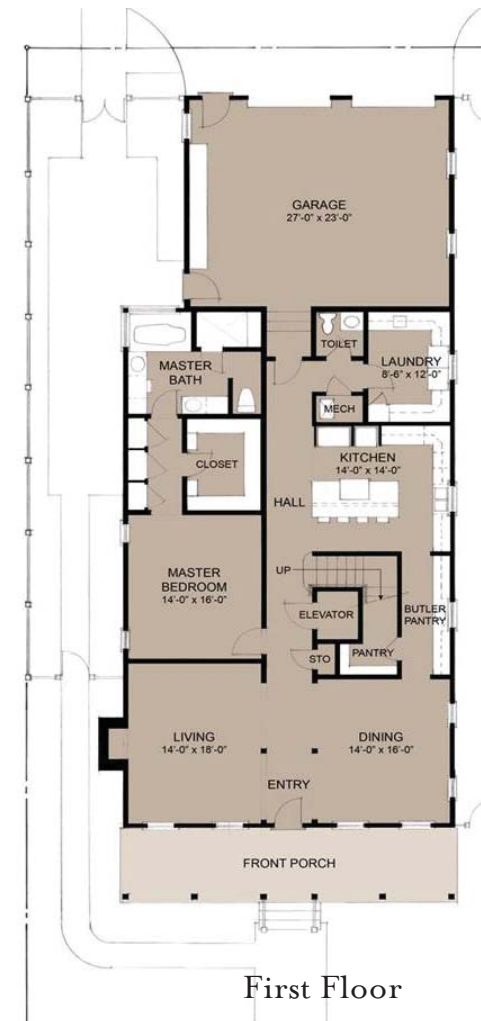 GARAGE
27'-0" x 23'-0"
TOILET
LAUNDRY
8'-6" x 12'-0"
MASTER
BATH
MECH
KITCHEN
14'-0" x 14'-0"
CLOSET
HALL
MASTER
BEDROOM
14'-0" x 16'-0"
UP
ELEVATOR
BUTLER
PANTRY
STO
PANTRY
LIVING
14'-0" x 18'-0"
DINING
14'-0" x 16'-0"
ENTRY
FRONT PORCH
First Floor